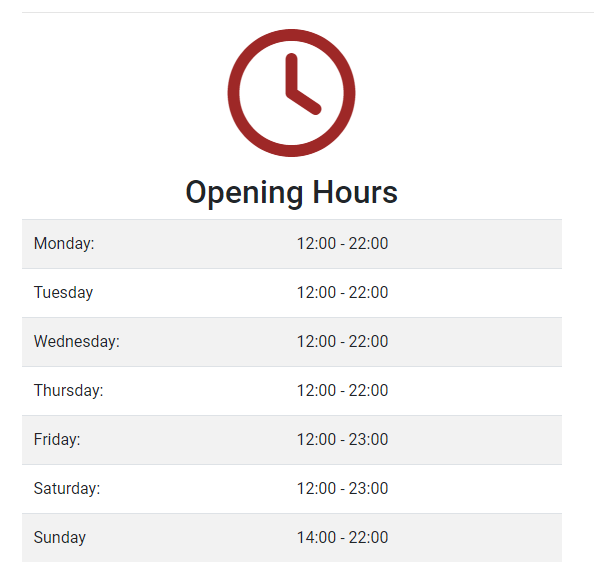 Opening Hours
Monday: 12:00 - 22:00
Tuesday 12:00 - 22:00
Wednesday: 12:00 - 22:00
Thursday: 12:00 - 22:00
Friday: 12:00 - 23:00
Saturday: 12:00 - 23:00
Sunday 14:00 - 22:00